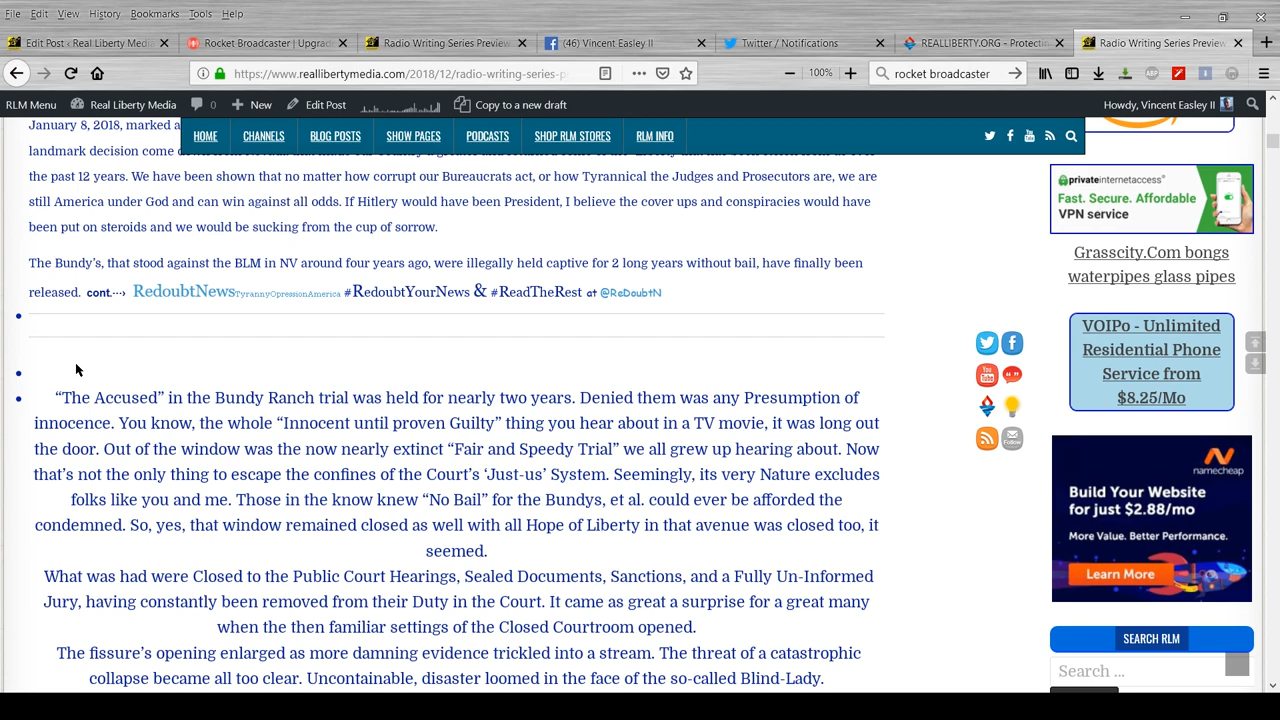 File Edit View History Bookmarks Tools Help
Edit Post ‹ Real Liberty Media
Rocket Broadcaster | Upgrad
Radio Writing Series Preview
(46) Vincent Easley II
Twitter / Notifications
REALLIBERTY.ORG - Protectin
Radio Writing Series Preview
https://www.reallibertymedia.com/2018/12/radio-writing-series-p
100%
rocket broadcaster
ABP
RLM Menu Real Liberty Media 0 New Edit Post Copy to a new draft Howdy, Vincent Easley II
HOME CHANNELS BLOG POSTS SHOW PAGES PODCASTS SHOP RLM STORES RLM INFO
January 8, 2018, marked a
landmark decision come
the past 12 years. We have been shown that no matter how corrupt our Bureaucrats act, or how Tyrannical the Judges and Prosecutors are, we are
still America under God and can win against all odds. If Hitlery would have been President, I believe the cover ups and conspiracies would have
been put on steroids and we would be sucking from the cup of sorrow.
The Bundy's, that stood against the BLM in NV around four years ago, were illegally held captive for 2 long years without bail, have finally been
released. cont.···› RedoubtNewsTyrannyOpressionAmerica #RedoubtYourNews & #ReadTheRest at @ReDoubtN
“The Accused” in the Bundy Ranch trial was held for nearly two years. Denied them was any Presumption of
innocence. You know, the whole “Innocent until proven Guilty” thing you hear about in a TV movie, it was long out
the door. Out of the window was the now nearly extinct “Fair and Speedy Trial” we all grew up hearing about. Now
that’s not the only thing to escape the confines of the Court’s ‘Just-us’ System. Seemingly, its very Nature excludes
folks like you and me. Those in the know knew “No Bail” for the Bundys, et al. could ever be afforded the
condemned. So, yes, that window remained closed as well with all Hope of Liberty in that avenue was closed too, it
seemed.
What was had were Closed to the Public Court Hearings, Sealed Documents, Sanctions, and a Fully Un-Informed
Jury, having constantly been removed from their Duty in the Court. It came as great a surprise for a great many
when the then familiar settings of the Closed Courtroom opened.
The fissure’s opening enlarged as more damning evidence trickled into a stream. The threat of a catastrophic
collapse became all too clear. Uncontainable, disaster loomed in the face of the so-called Blind-Lady.
You Tube
Follow
privateinternetaccess
Fast. Secure. Affordable
VPN service
Grasscity.Com bongs
waterpipes glass pipes
VOIPo - Unlimited
Residential Phone
Service from
$8.25/Mo
namecheap
Build Your Website
for just $2.88/mo
More Value. Better Performance.
Learn More
SEARCH RLM
Search ...